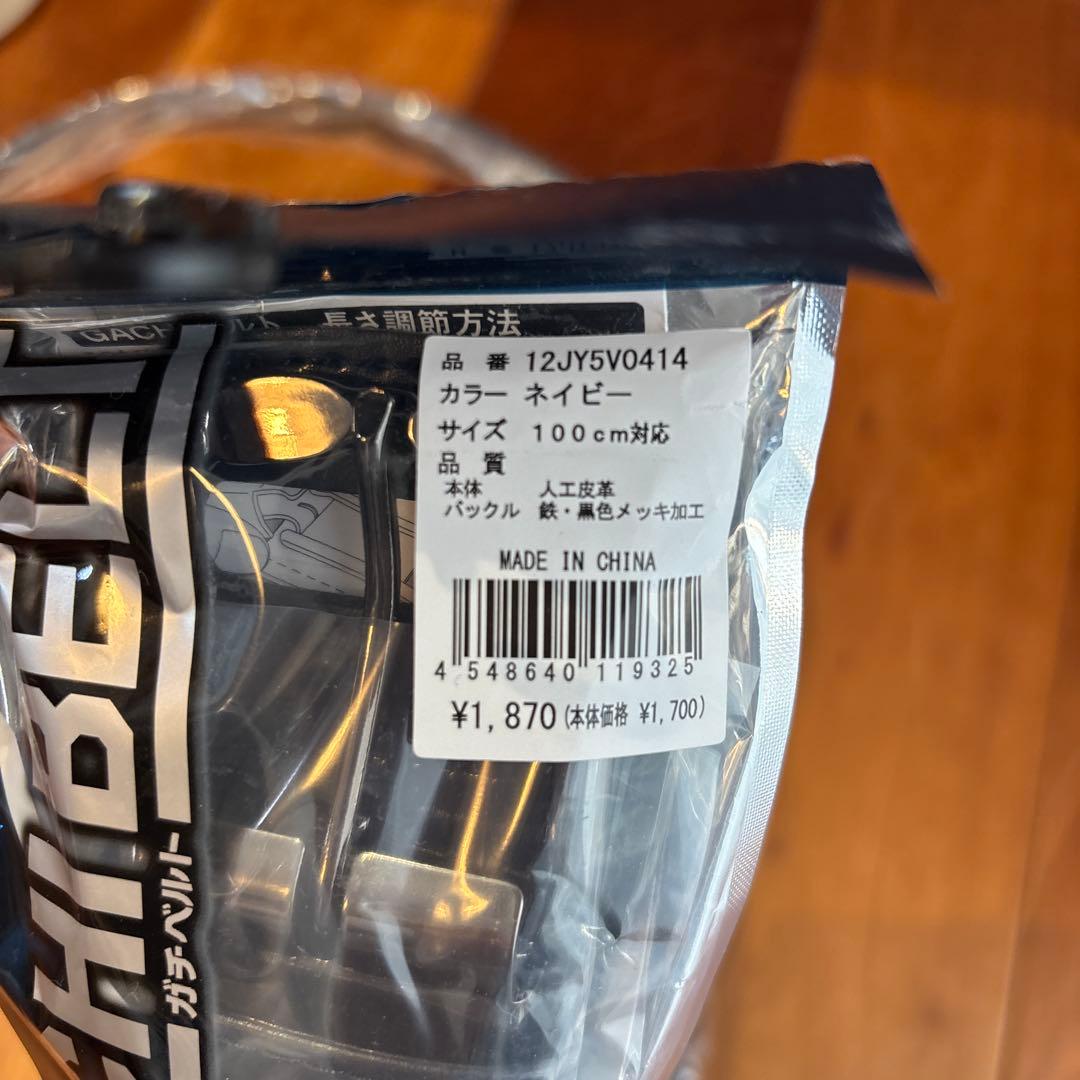 長さ調節方法
品 番 12JY5V0414
カラー ネイビー
サイズ 100cm対応
品 質
本体 人工皮革
バックル 鉄・黒色メッキ加工
MADE IN CHINA
4 548640 119325
¥1,870(本体価格 ¥1,700)
HIBELT
ガチ・ベルト